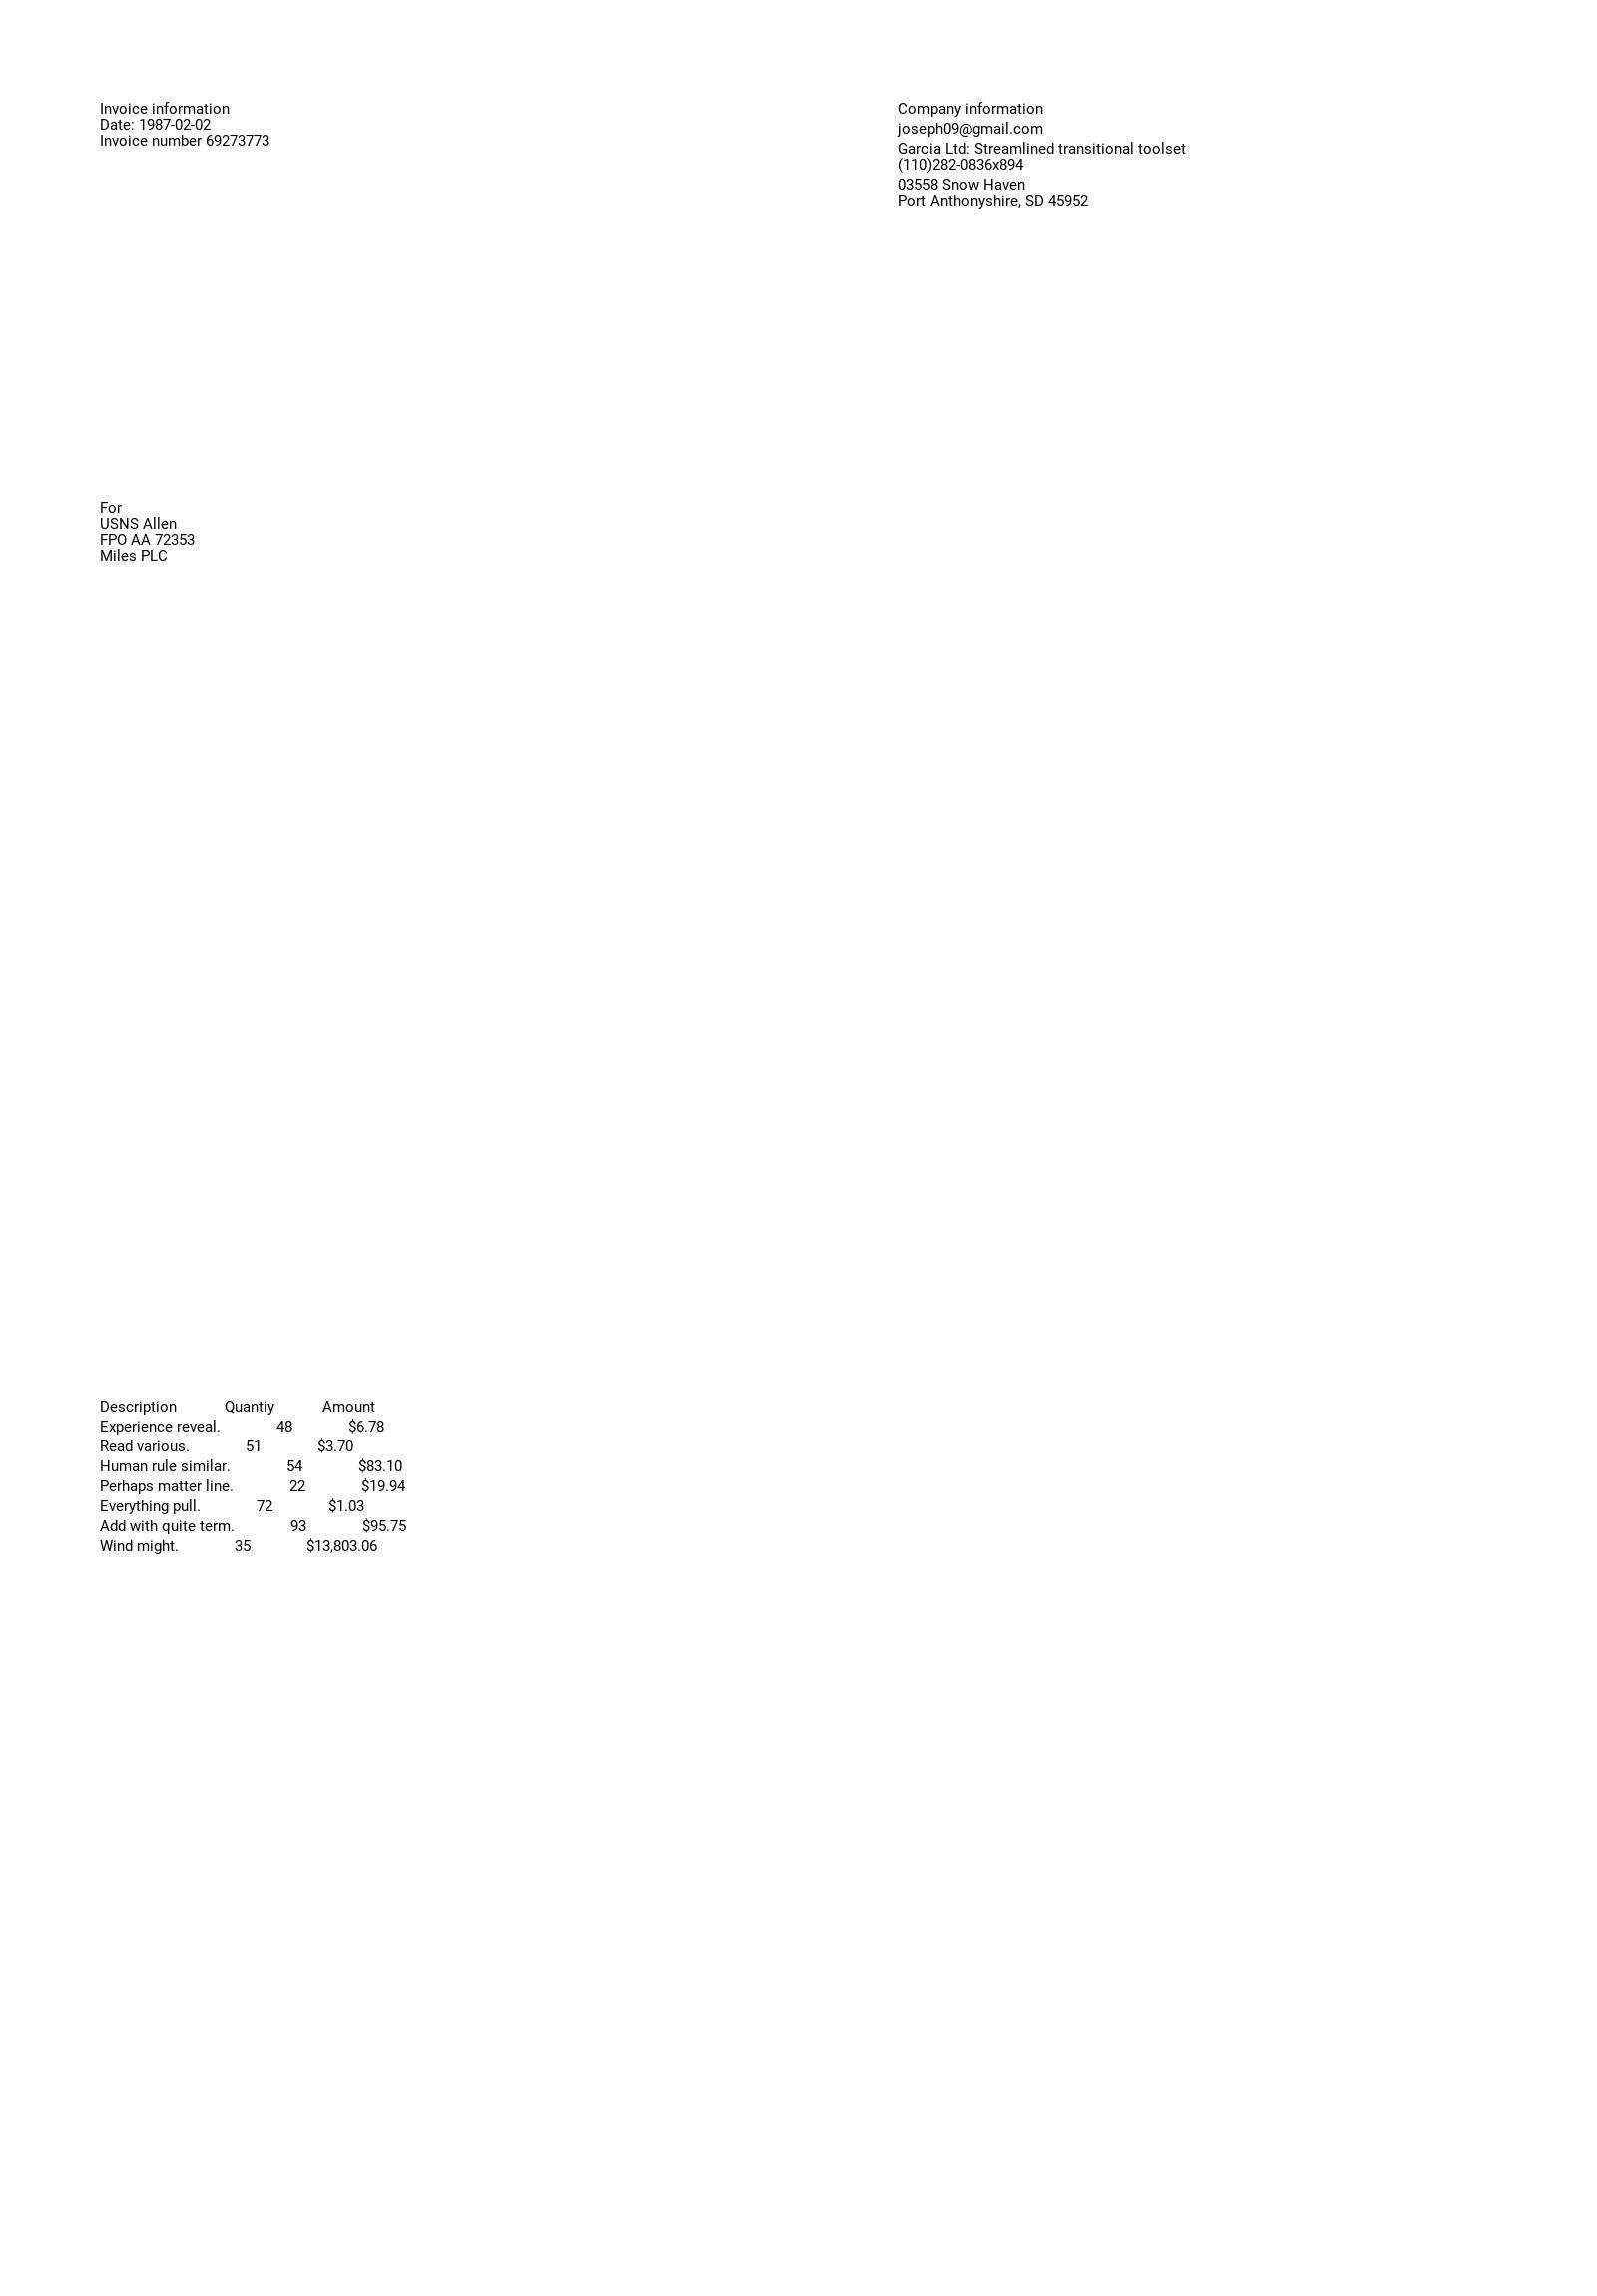 Invoice information
Date: 1987-02-02
Invoice number 69273773
Company information
joseph09@gmail.com
Garcia Ltd: Streamlined transitional toolset
(110)282-0836x894
03558 Snow Haven
Port Anthonyshire, SD 45952
For
USNS Allen
FPO AA 72353
Miles PLC
Description Quantiy Amount
Experience reveal. 48 $6.78
Read various. 51 $3.70
Human rule similar. 54 $83.10
Perhaps matter line. 22 $19.94
Everything pull. 72 $1.03
Add with quite term. 93 $95.75
Wind might. 35 $13,803.06